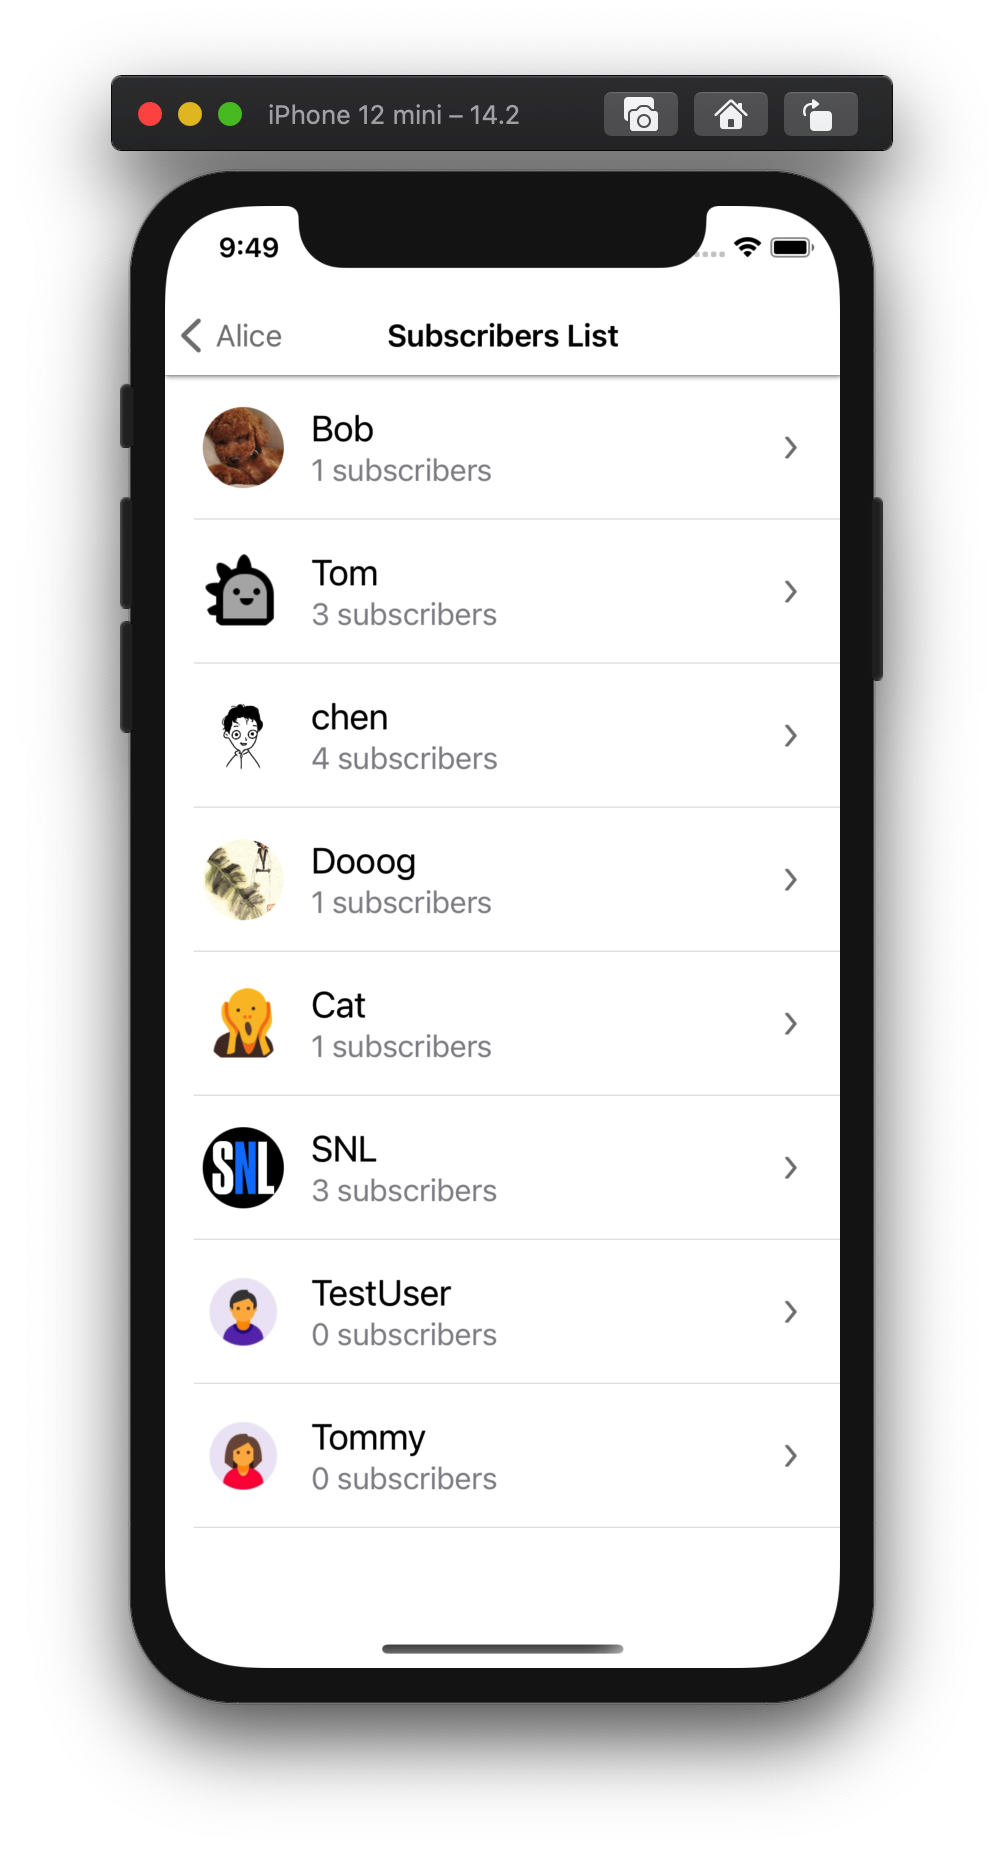 iPhone 12 mini – 14.2
9:49
Alice
Subscribers List
Bob
1 subscribers
Tom
3 subscribers
chen
4 subscribers
Dooog
1 subscribers
Cat
1 subscribers
SNL
SNL
3 subscribers
TestUser
0 subscribers
Tommy
0 subscribers